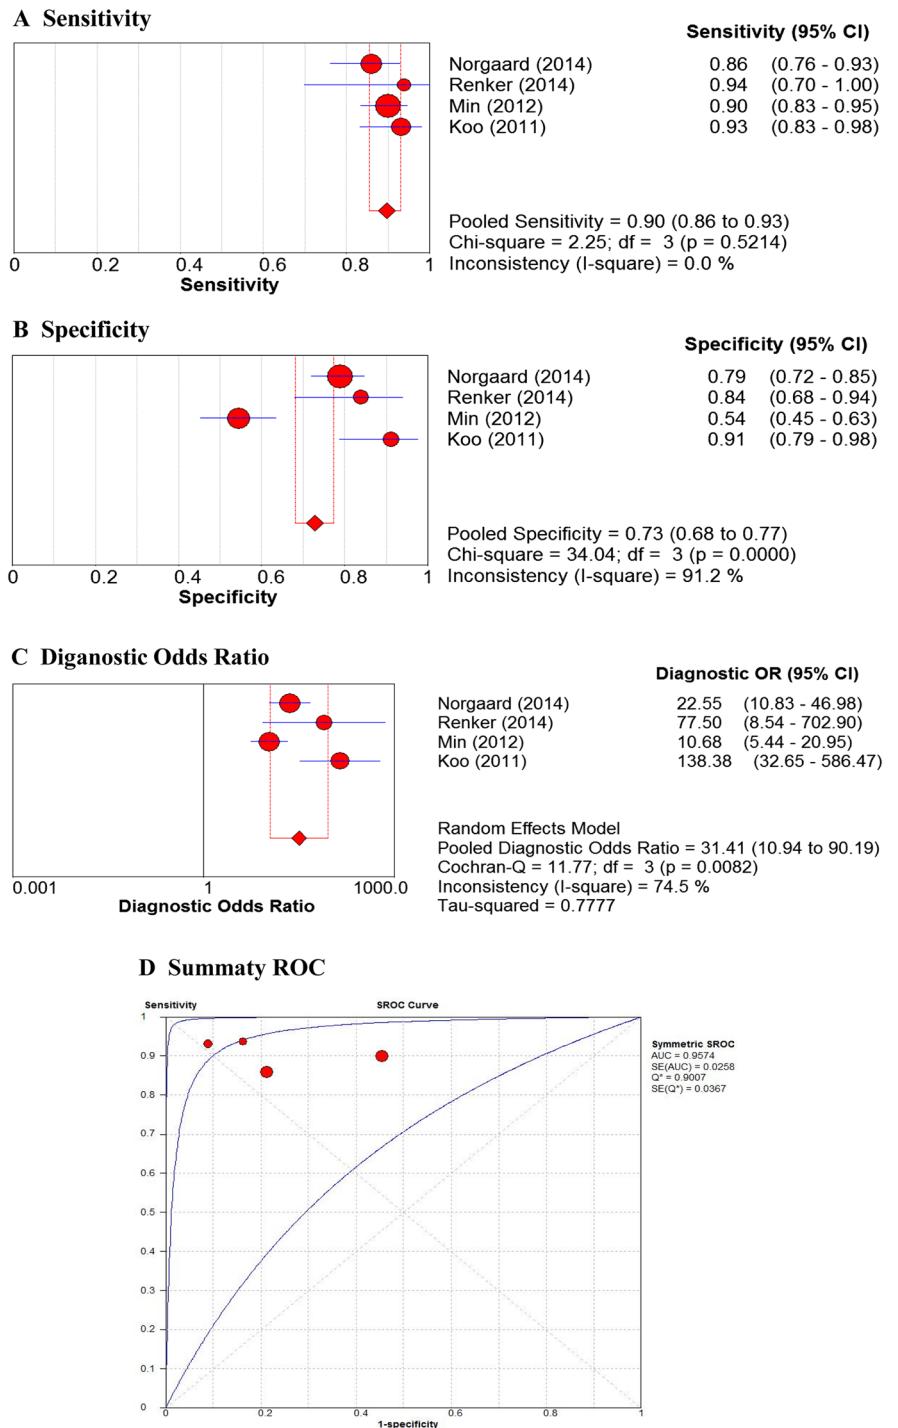 A Sensitivity
Sensitivity (95% CI)
Norgaard (2014) 0.86 (0.76 - 0.93)
Renker (2014) 0.94 (0.70 - 1.00)
Min (2012) 0.90 (0.83 - 0.95)
Koo (2011) 0.93 (0.83 - 0.98)
Pooled Sensitivity = 0.90 (0.86 to 0.93)
Chi-square = 2.25; df = 3 (p = 0.5214)
Inconsistency (I-square) = 0.0 %
0 0.2 0.4 0.6 0.8 1
Sensitivity
B Specificity
Specificity (95% CI)
Norgaard (2014) 0.79 (0.72 - 0.85)
Renker (2014) 0.84 (0.68 - 0.94)
Min (2012) 0.54 (0.45 - 0.63)
Koo (2011) 0.91 (0.79 - 0.98)
Pooled Specificity = 0.73 (0.68 to 0.77)
Chi-square = 34.04; df = 3 (p = 0.0000)
Inconsistency (I-square) = 91.2 %
0 0.2 0.4 0.6 0.8 1
Specificity
C Diganostic Odds Ratio
Diagnostic OR (95% CI)
Norgaard (2014) 22.55 (10.83 - 46.98)
Renker (2014) 77.50 (8.54 - 702.90)
Min (2012) 10.68 (5.44 - 20.95)
Koo (2011) 138.38 (32.65 - 586.47)
Random Effects Model
Pooled Diagnostic Odds Ratio = 31.41 (10.94 to 90.19)
Cochran-Q = 11.77; df = 3 (p = 0.0082)
Inconsistency (I-square) = 74.5 %
Tau-squared = 0.7777
0.001 1 1000.0
Diagnostic Odds Ratio
D Summaty ROC
Sensitivity SROC Curve
1
0.9
0.8
0.7
0.6
0.5
0.4
0.3
0.2
0.1
0
0 0.2 0.4 0.6 0.8 1
1-specificity
Symmetric SROC
AUC = 0.9574
SE(AUC) = 0.0258
Q* = 0.9007
SE(Q*) = 0.0367